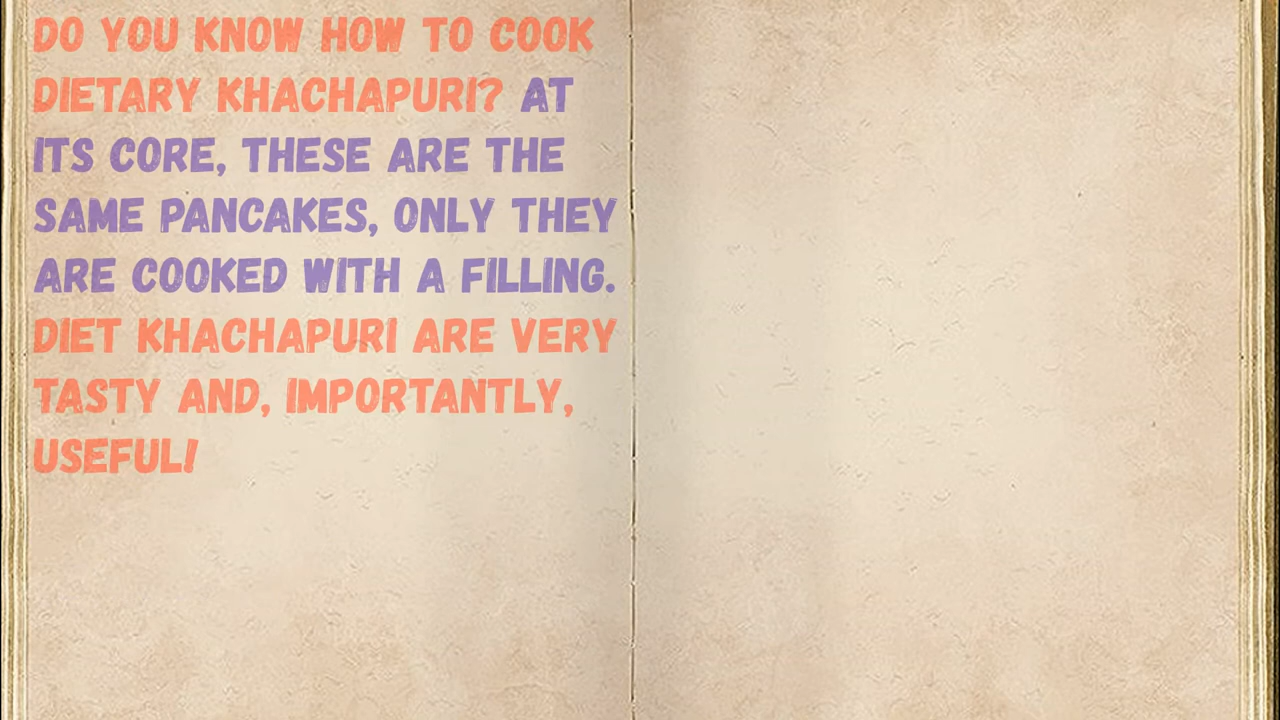 DO YOU KNOW HOW TO COOK
DIETARY KHACHAPURI? AT
ITS CORE, THESE ARE THE
SAME PANCAKES, ONLY THEY
ARE COOKED WITH A FILLING.
DIET KHACHAPURI ARE VERY
TASTY AND, IMPORTANTLY,
USEFUL!